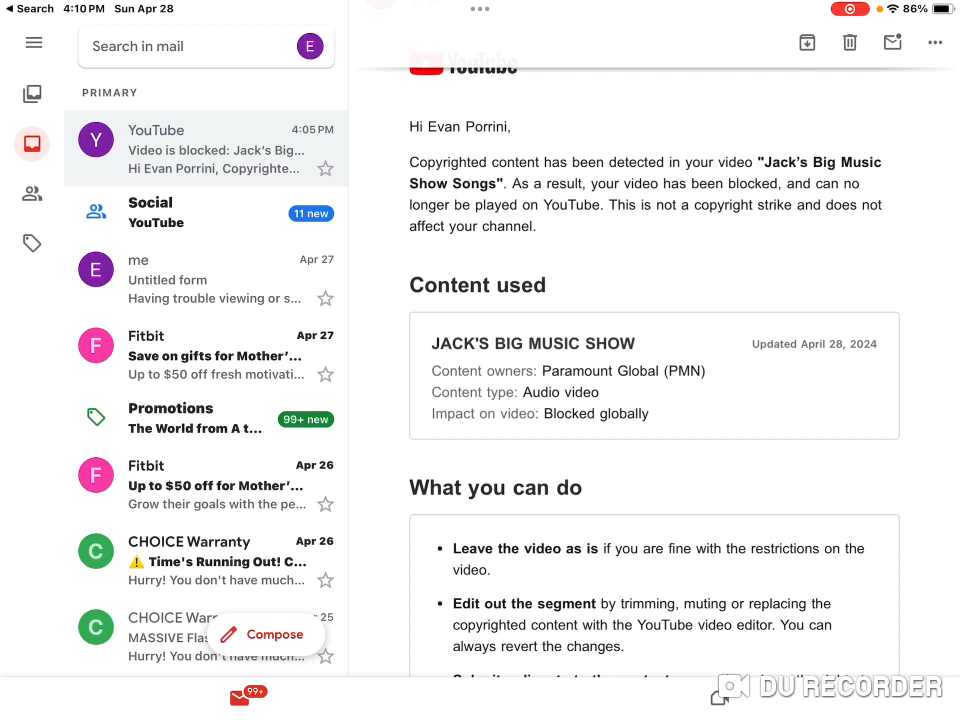 Search 4:10 PM Sun Apr 28
86%
Search in mail
E
PRIMARY
Y
YouTube
4:05 PM
Video is blocked: Jack's Big...
Hi Evan Porrini, Copyrighte...
Social
YouTube
11 new
E
me
Apr 27
Untitled form
Having trouble viewing or s...
F
Fitbit
Apr 27
Save on gifts for Mother'...
Up to $50 off fresh motivati...
Promotions
The World from A t...
99+ new
F
Fitbit
Apr 26
Up to $50 off for Mother'...
Grow their goals with the pe...
C
CHOICE Warranty
Apr 26
⚠️ Time's Running Out! C...
Hurry! You don't have much...
C
CHOICE Warr
25
MASSIVE Flas
Hurry! You don't have much...
Compose
99+
YouTube
Hi Evan Porrini,
Copyrighted content has been detected in your video "Jack's Big Music
Show Songs". As a result, your video has been blocked, and can no
longer be played on YouTube. This is not a copyright strike and does not
affect your channel.
Content used
JACK'S BIG MUSIC SHOW
Updated April 28, 2024
Content owners: Paramount Global (PMN)
Content type: Audio video
Impact on video: Blocked globally
What you can do
• Leave the video as is if you are fine with the restrictions on the
video.
• Edit out the segment by trimming, muting or replacing the
copyrighted content with the YouTube video editor. You can
always revert the changes.
DU RECORDER